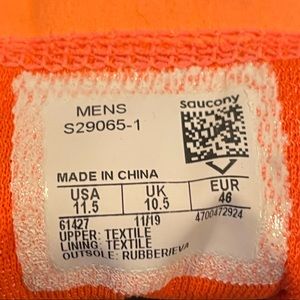 MENS
S29065-1
saucony
MADE IN CHINA
USA UK EUR
11.5 10.5 46
61427 11/19 4700472924
UPPER: TEXTILE
LINING: TEXTILE
OUTSOLE: RUBBER/EVA